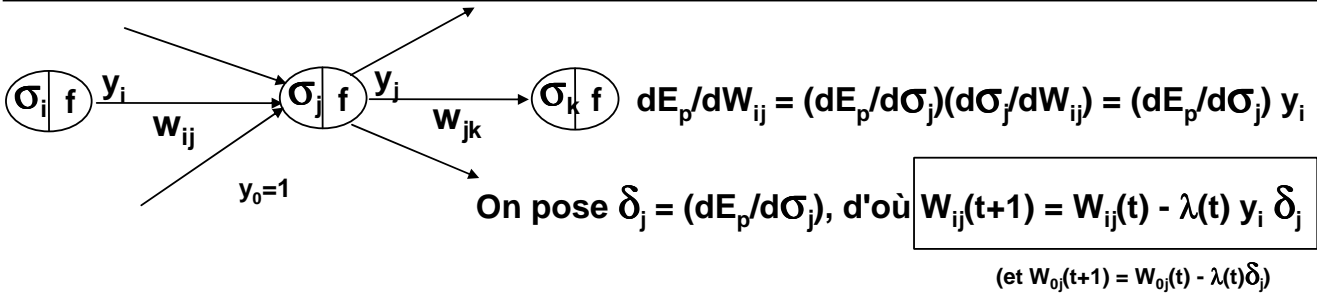 σi f yi Wij σj f yj Wjk σk f dEp/dWij = (dEp/dσj)(dσj/dWij) = (dEp/dσj) yi
y0=1
On pose δj = (dEp/dσj), d'où Wij(t+1) = Wij(t) - λ(t) yi δj
(et W0j(t+1) = W0j(t) - λ(t)δj)